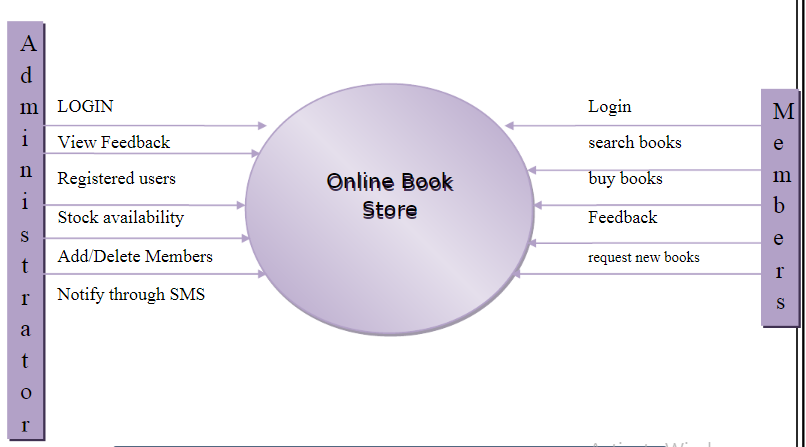 Administrator
LOGIN
View Feedback
Registered users
Stock availability
Add/Delete Members
Notify through SMS
Online Book
Store
Login
search books
buy books
Feedback
request new books
Members